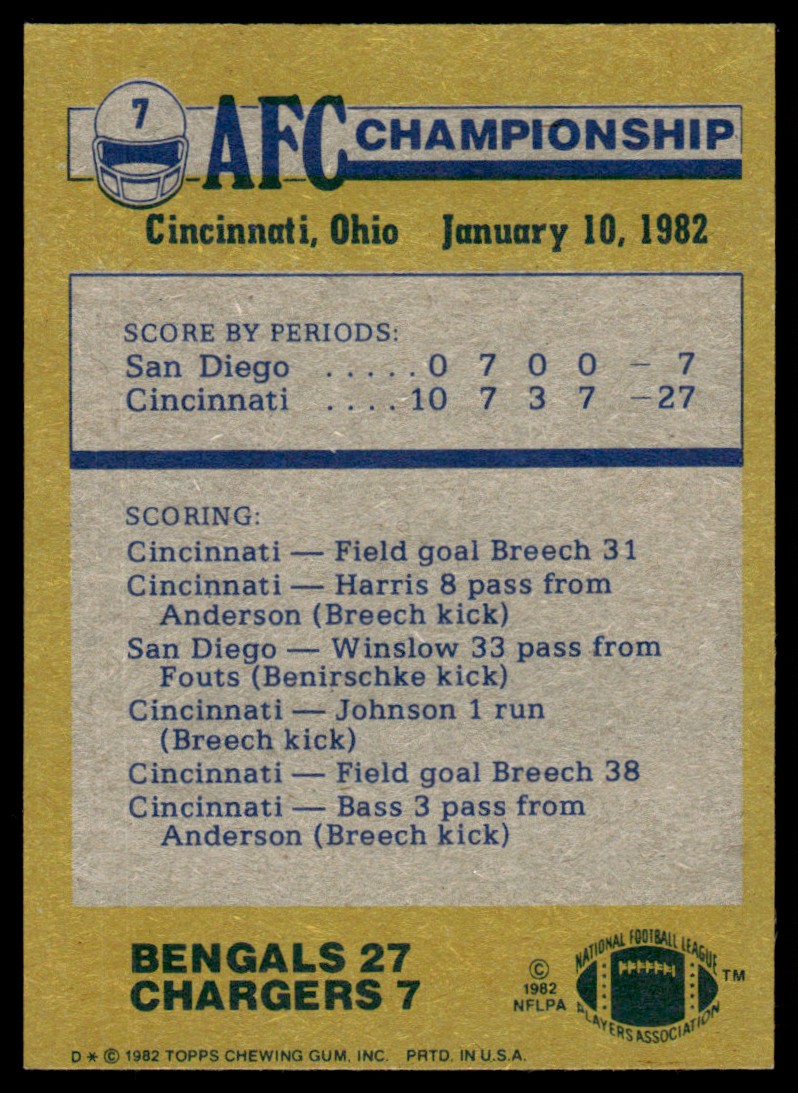 7
AFC CHAMPIONSHIP
Cincinnati, Ohio January 10, 1982
SCORE BY PERIODS:
San Diego .....0 7 0 0 – 7
Cincinnati ....10 7 3 7 –27
SCORING:
Cincinnati — Field goal Breech 31
Cincinnati — Harris 8 pass from
Anderson (Breech kick)
San Diego — Winslow 33 pass from
Fouts (Benirschke kick)
Cincinnati — Johnson 1 run
(Breech kick)
Cincinnati — Field goal Breech 38
Cincinnati — Bass 3 pass from
Anderson (Breech kick)
BENGALS 27
CHARGERS 7
©
1982
NFLPA
NATIONAL FOOTBALL LEAGUE
PLAYERS ASSOCIATION
TM
D * © 1982 TOPPS CHEWING GUM, INC. PRTD. IN U.S.A.